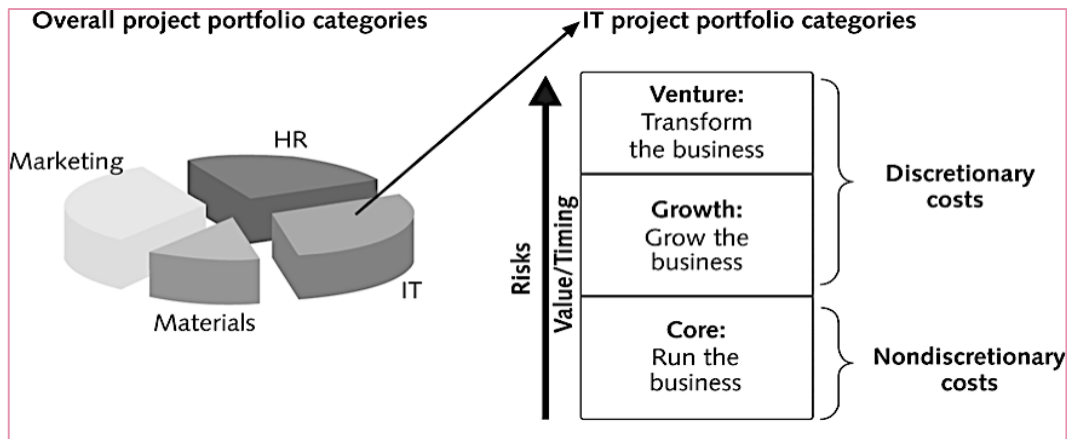 Overall project portfolio categories
IT project portfolio categories
HR
Marketing
IT
Materials
Risks
Value/Timing
Venture:
Transform
the business
Growth:
Grow the
business
Core:
Run the
business
Discretionary
costs
Nondiscretionary
costs